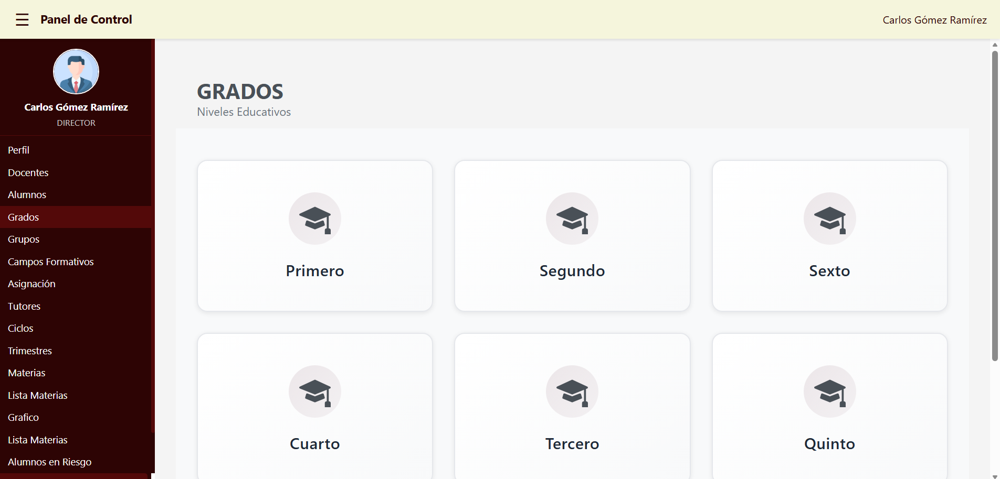 Panel de Control
Carlos Gómez Ramírez
Carlos Gómez Ramírez
DIRECTOR
Perfil
Docentes
Alumnos
Grados
Grupos
Campos Formativos
Asignación
Tutores
Ciclos
Trimestres
Materias
Lista Materias
Grafico
Lista Materias
Alumnos en Riesgo
GRADOS
Niveles Educativos
Primero
Segundo
Sexto
Cuarto
Tercero
Quinto